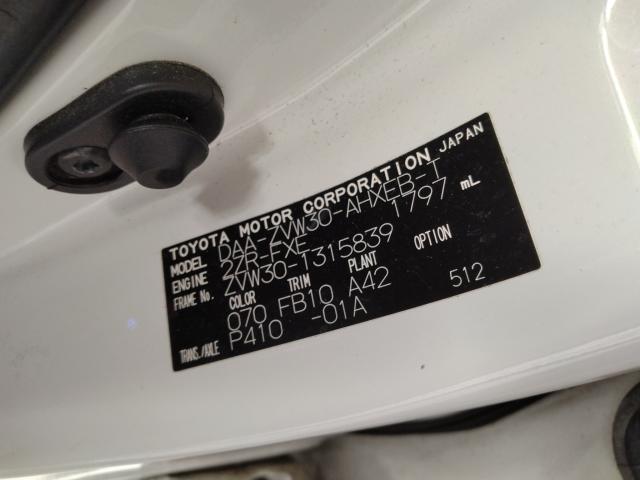 TOYOTA MOTOR CORPORATION JAPAN
MODEL DAA-ZVW30-AHXEB-T
ENGINE 2ZR-FXE 1797 mL
FRAME No. ZVW30-1315839
COLOR TRIM PLANT OPTION
070 FB10 A42 512
TRANS./AXLE P410 -01A